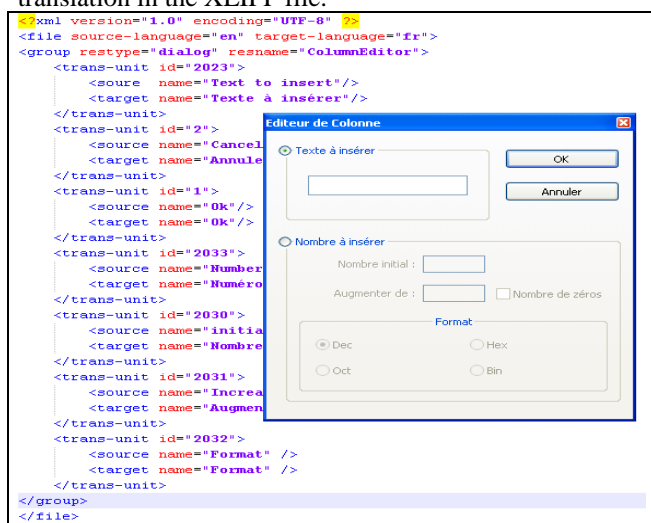 translation in the XLIFF file.
<?xml version="1.0" encoding="UTF-8" ?>
<file source-language="en" target-language="fr">
<group restype="dialog" resname="ColumnEditor">
<trans-unit id="2023">
<soure name="Text to insert"/>
<target name="Texte à insérer"/>
</trans-unit>
<trans-unit id="2">
<source name="Cancel
<target name="Annule
</trans-unit>
<trans-unit id="1">
<source name="Ok"/>
<target name="Ok"/>
</trans-unit>
<trans-unit id="2033">
<source name="Number
<target name="Numéro
</trans-unit>
<trans-unit id="2030">
<source name="initia
<target name="Nombre
</trans-unit>
<trans-unit id="2031">
<source name="Increa
<target name="Augmen
</trans-unit>
<trans-unit id="2032">
<source name="Format" />
<target name="Format" />
</trans-unit>
</group>
</file>
Editeur de Colonne
Texte à insérer
OK
Annuler
Nombre à insérer
Nombre initial :
Augmenter de :
Nombre de zéros
Format
Dec
Hex
Oct
Bin